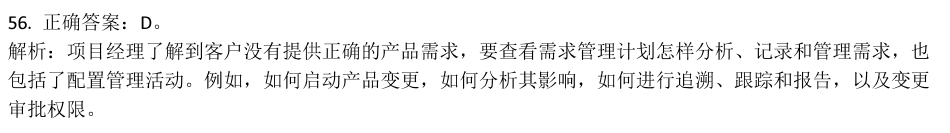 56. 正确答案：D。
解析：项目经理了解到客户没有提供正确的产品需求，要查看需求管理计划怎样分析、记录和管理需求，也
包括了配置管理活动。例如，如何启动产品变更，如何分析其影响，如何进行追溯、跟踪和报告，以及变更
审批权限。